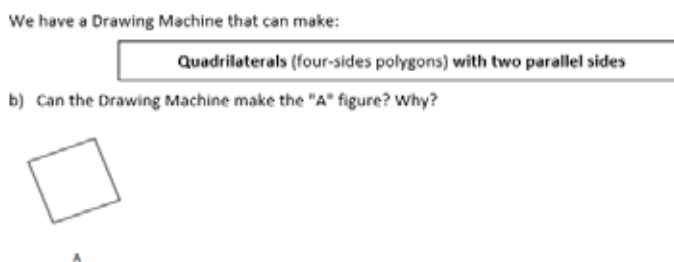 We have a Drawing Machine that can make:
Quadrilaterals (four-sides polygons) with two parallel sides
b) Can the Drawing Machine make the "A" figure? Why?
A